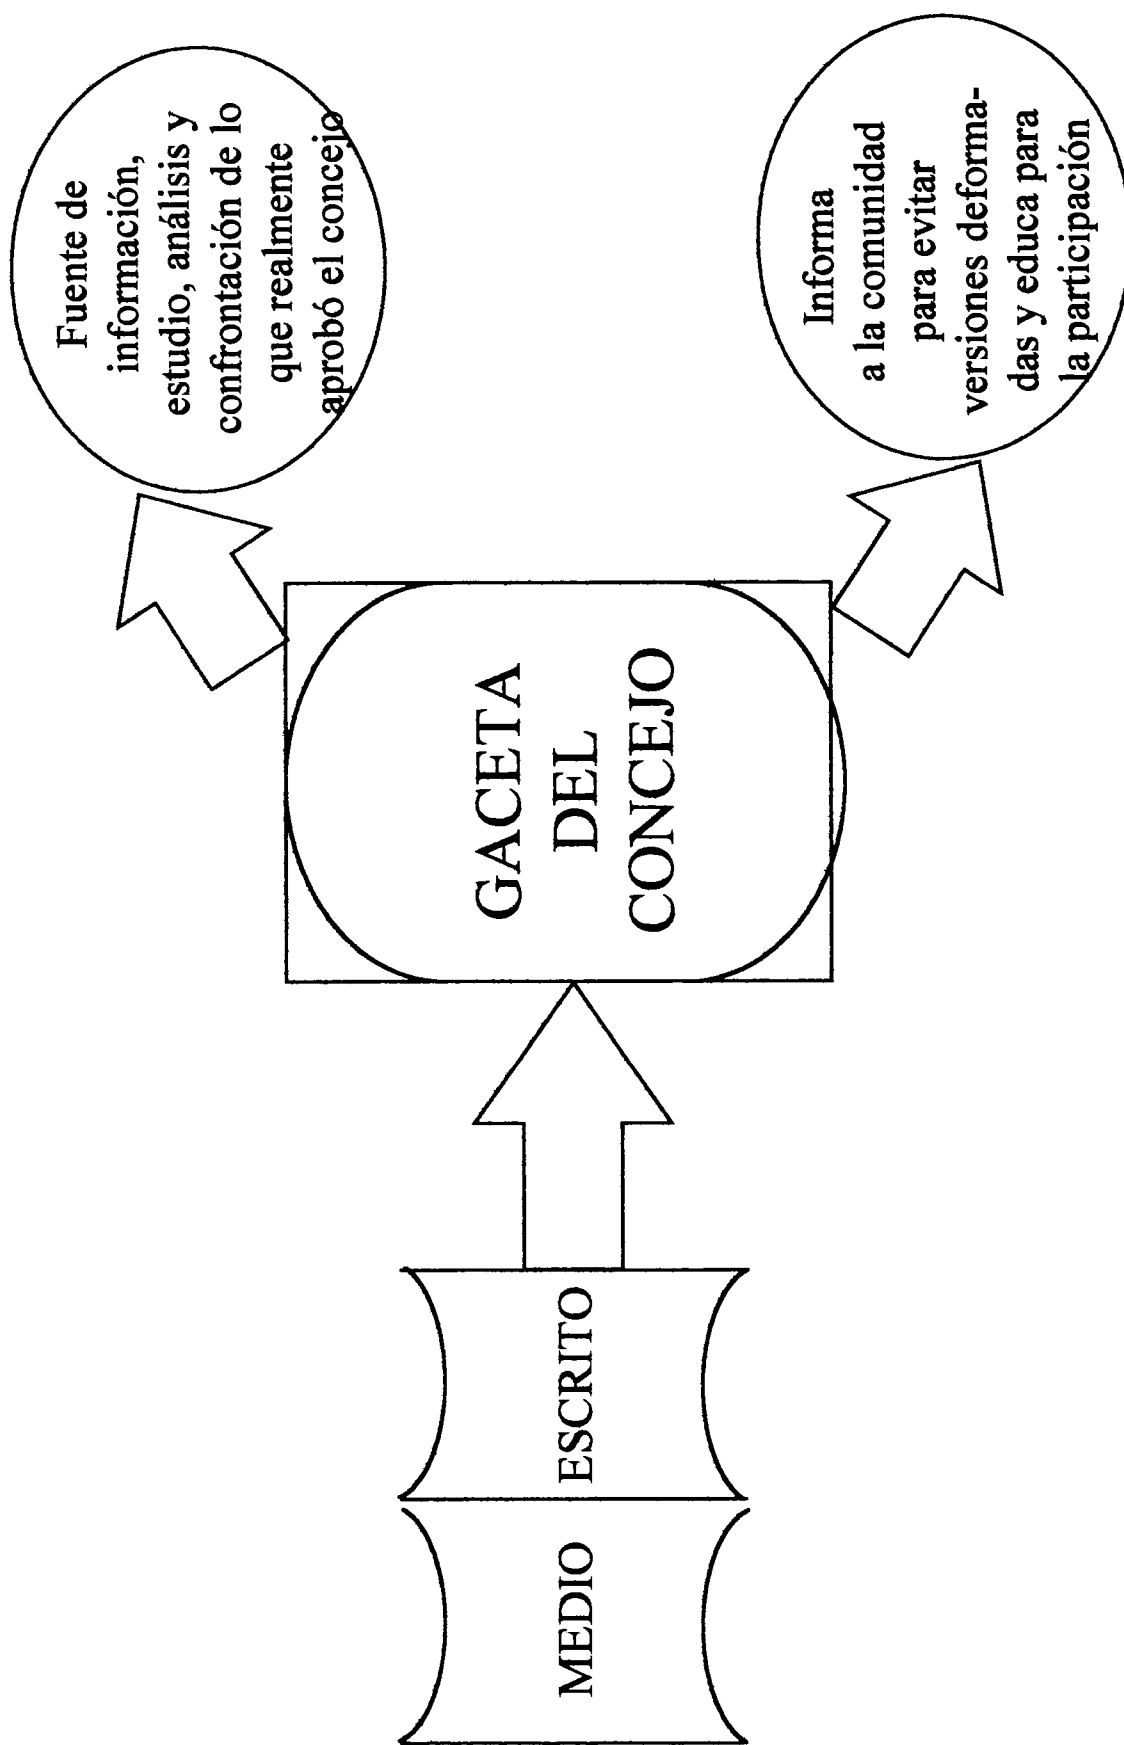 MEDIO
ESCRITO
GACETA
DEL
CONCEJO
Fuente de
información,
estudio, análisis y
confrontación de lo
que realmente
aprobó el concejo
Informa
a la comunidad
para evitar
versiones deforma-
das y educa para
la participación